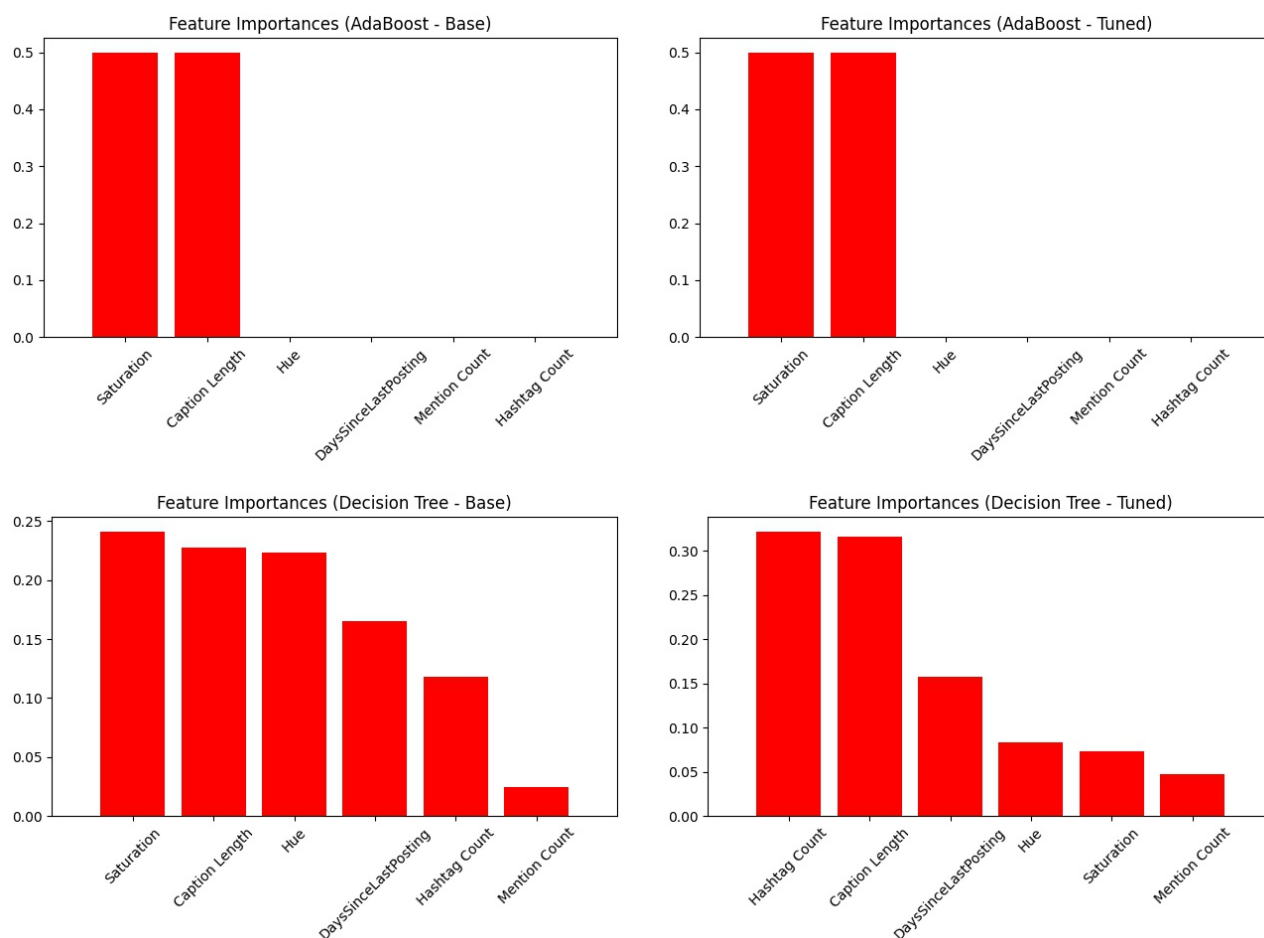 Feature Importances (AdaBoost - Base)
0.5
0.4
0.3
0.2
0.1
0.0
Saturation
Caption Length
Hue
DaysSinceLastPosting
Mention Count
Hashtag Count
Feature Importances (AdaBoost - Tuned)
0.5
0.4
0.3
0.2
0.1
0.0
Saturation
Caption Length
Hue
DaysSinceLastPosting
Mention Count
Hashtag Count
Feature Importances (Decision Tree - Base)
0.25
0.20
0.15
0.10
0.05
0.00
Saturation
Caption Length
Hue
DaysSinceLastPosting
Hashtag Count
Mention Count
Feature Importances (Decision Tree - Tuned)
0.30
0.25
0.20
0.15
0.10
0.05
0.00
Hashtag Count
Caption Length
DaysSinceLastPosting
Hue
Saturation
Mention Count